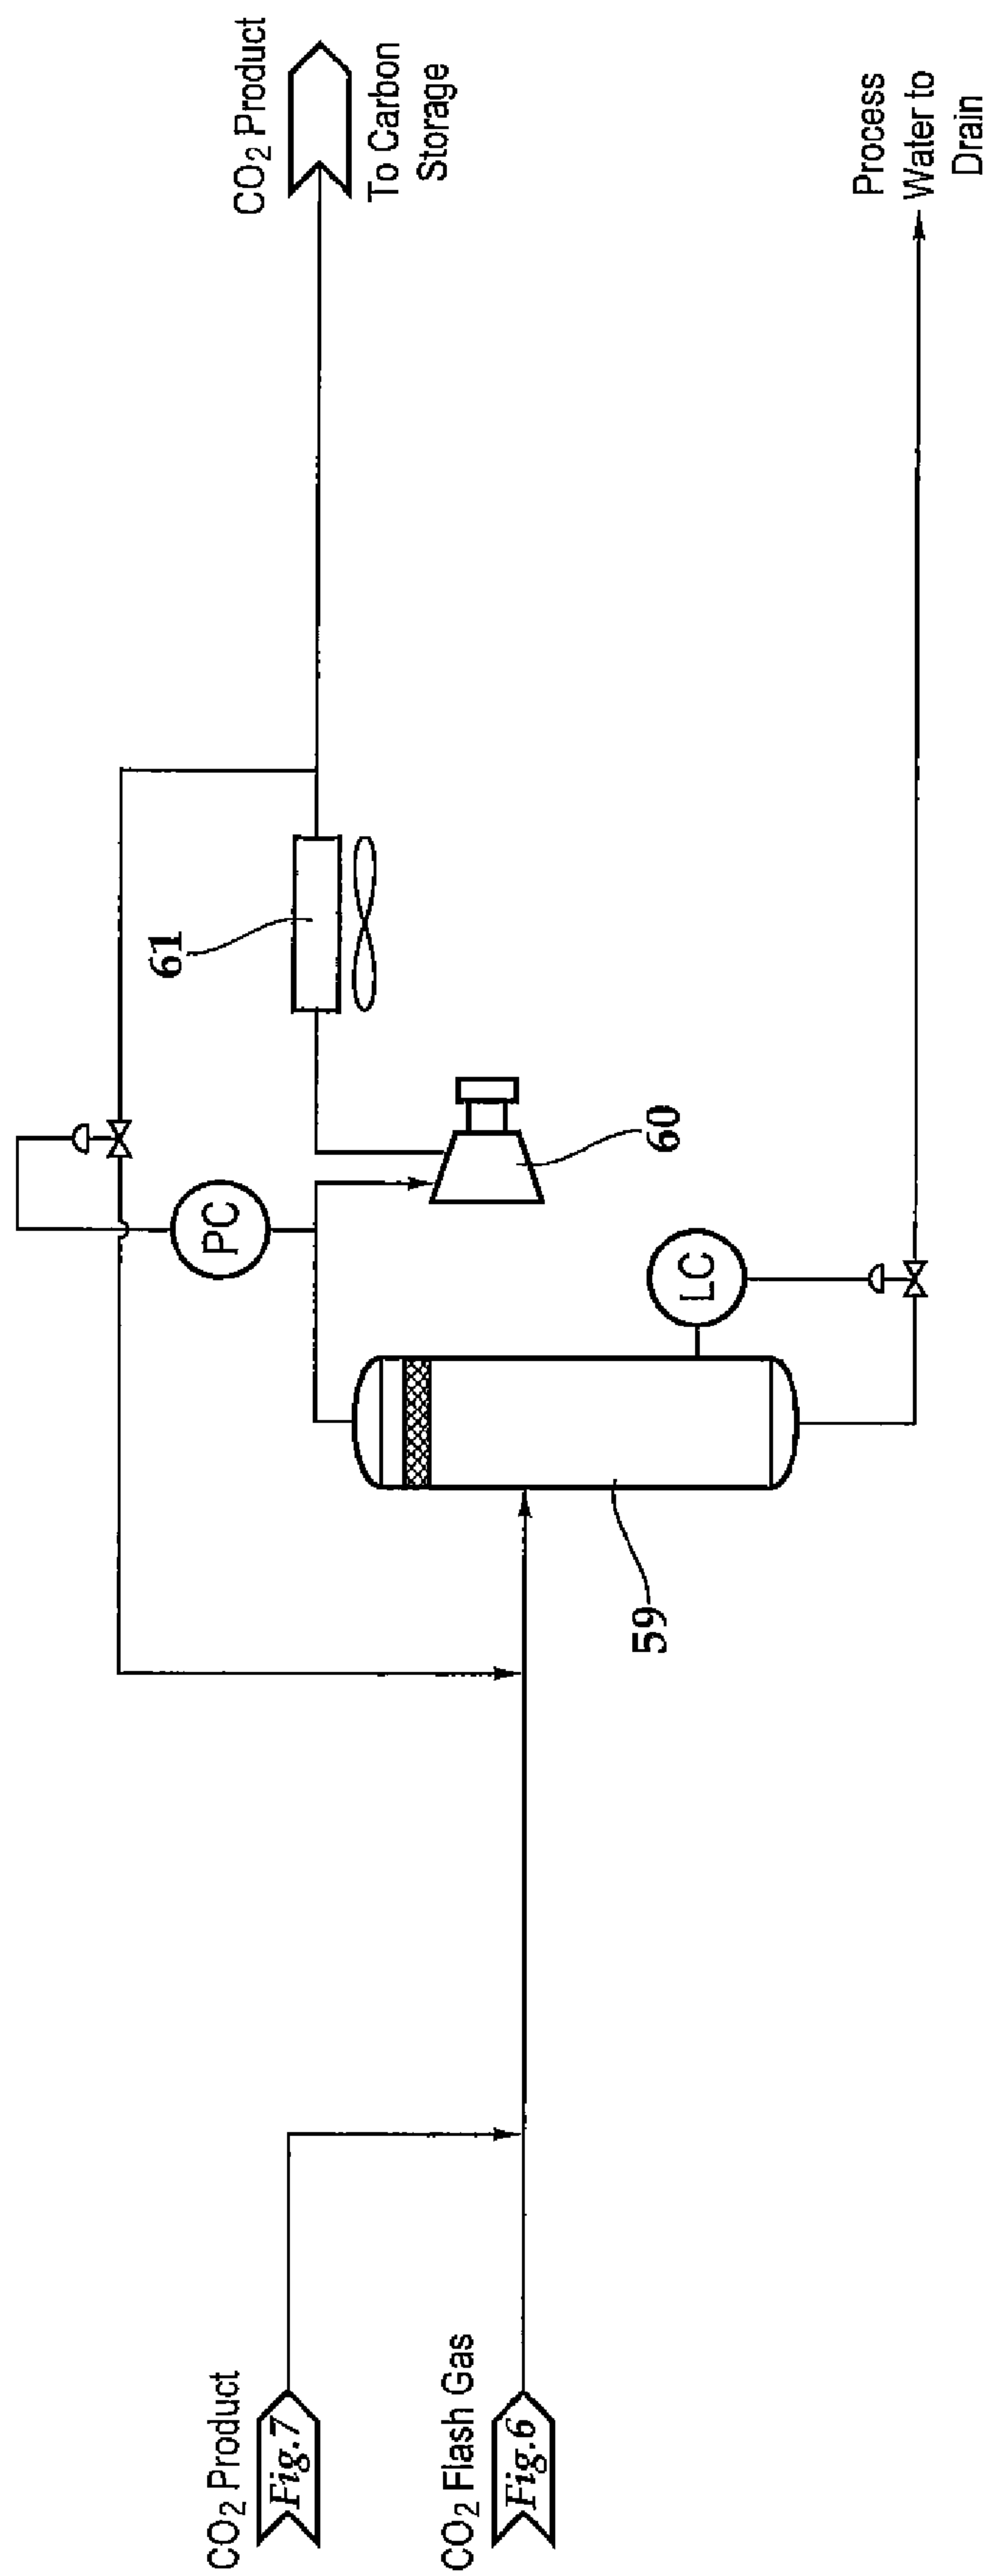 CO2 Product
Fig.7
CO2 Flash Gas
Fig.6
59
PC
LC
60
61
CO2 Product
To Carbon
Storage
Process
Water to
Drain